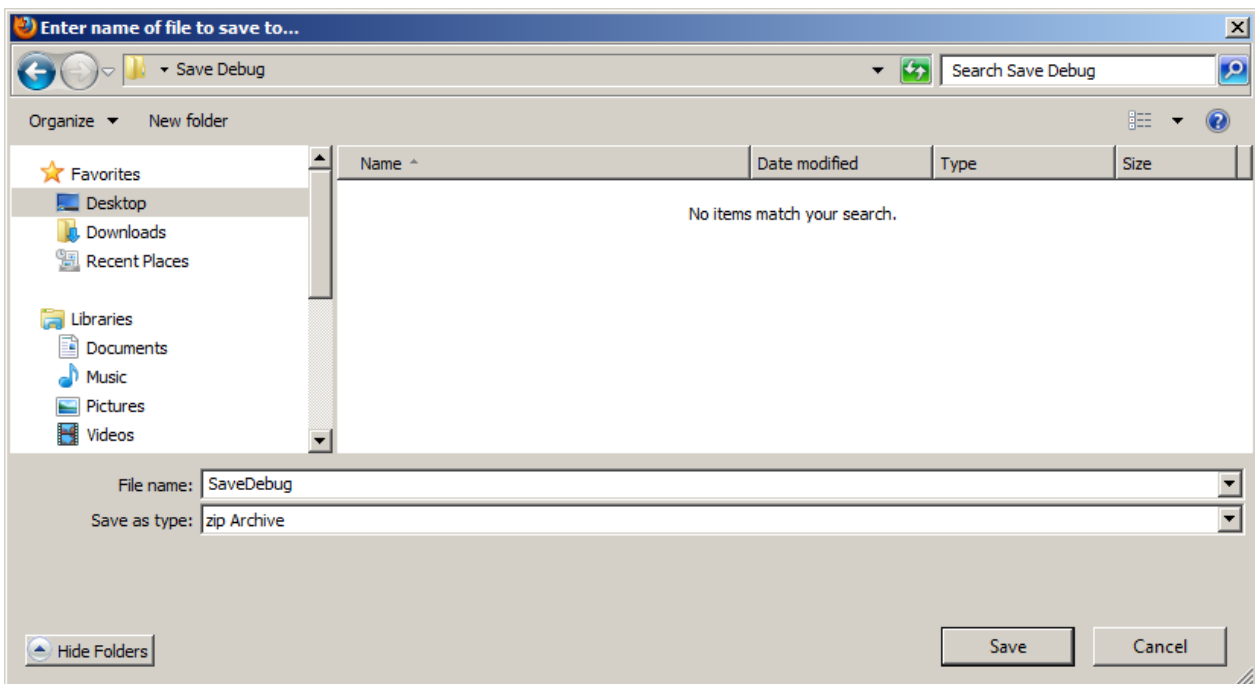 Enter name of file to save to...
Save Debug
Search Save Debug
Organize
New folder
Name
Date modified
Type
Size
Favorites
Desktop
Downloads
Recent Places
Libraries
Documents
Music
Pictures
Videos
No items match your search.
File name: SaveDebug
Save as type: zip Archive
Hide Folders
Save
Cancel